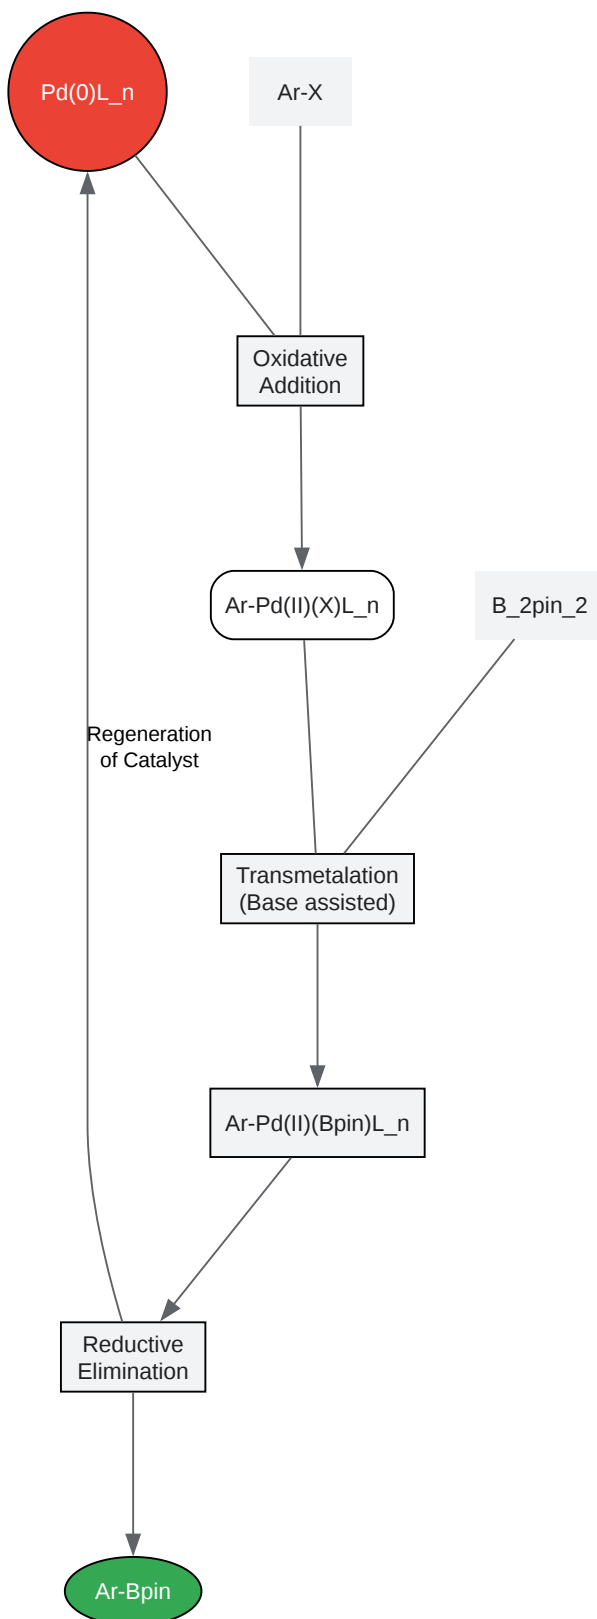 Pd(0)L_n
Ar-X
Oxidative
Addition
Ar-Pd(II)(X)L_n
B_2pin_2
Regeneration
of Catalyst
Transmetalation
(Base assisted)
Ar-Pd(II)(Bpin)L_n
Reductive
Elimination
Ar-Bpin